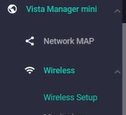 Vista Manager mini
Network MAP
Wireless
Wireless Setup